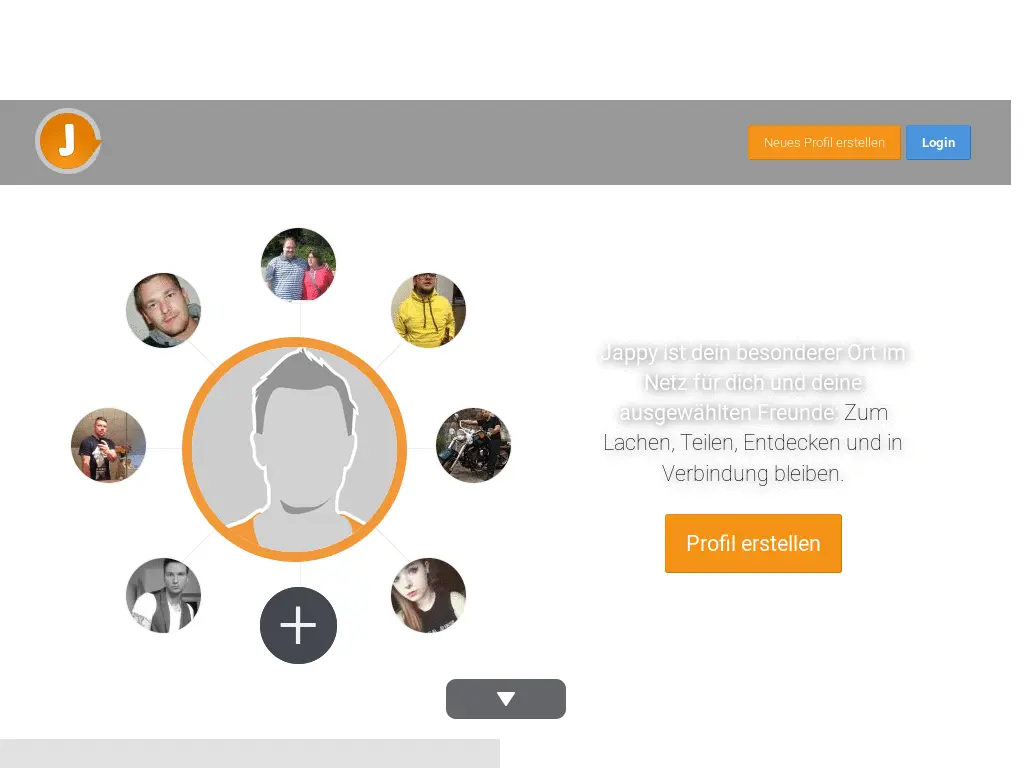 J
Neues Profil erstellen
Login
Jappy ist dein besonderer Ort im
Netz für dich und deine
ausgewählten Freunde. Zum
Lachen, Teilen, Entdecken und in
Verbindung bleiben.
Profil erstellen